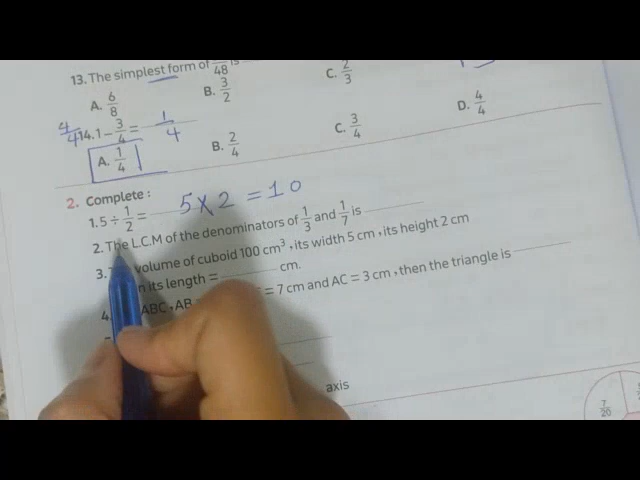 13. The simplest form of /48 is
A. 6/8 B. 3/2 C. 2/3
4/4 14. 1 − 3/4 = 1/4
A. 1/4 B. 2/4 C. 3/4 D. 4/4
2. Complete :
1. 5 ÷ 1/2 = 5 × 2 = 10
2. The L.C.M of the denominators of 1/3 and 1/7 is
3. volume of cuboid 100 cm³ , its width 5 cm , its height 2 cm
its length = cm.
4. ABC , AB = 7 cm and AC = 3 cm , then the triangle is
axis
7/20